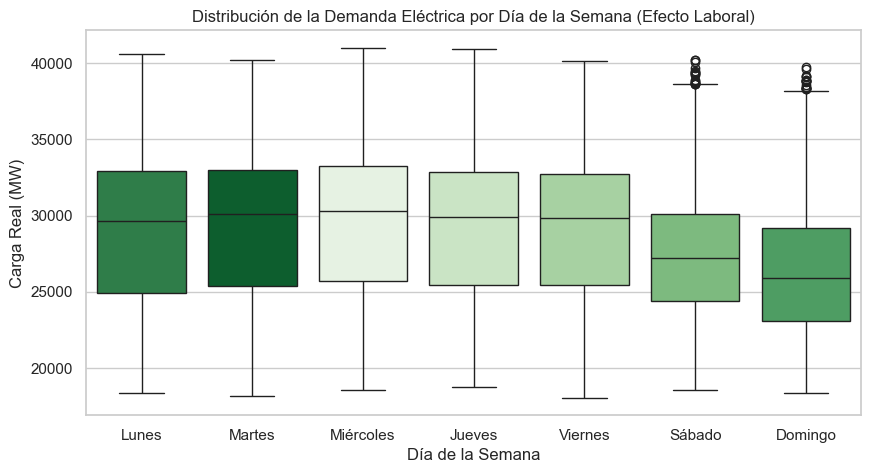 Distribución de la Demanda Eléctrica por Día de la Semana (Efecto Laboral)
Carga Real (MW)
40000
35000
30000
25000
20000
Lunes Martes Miércoles Jueves Viernes Sábado Domingo
Día de la Semana